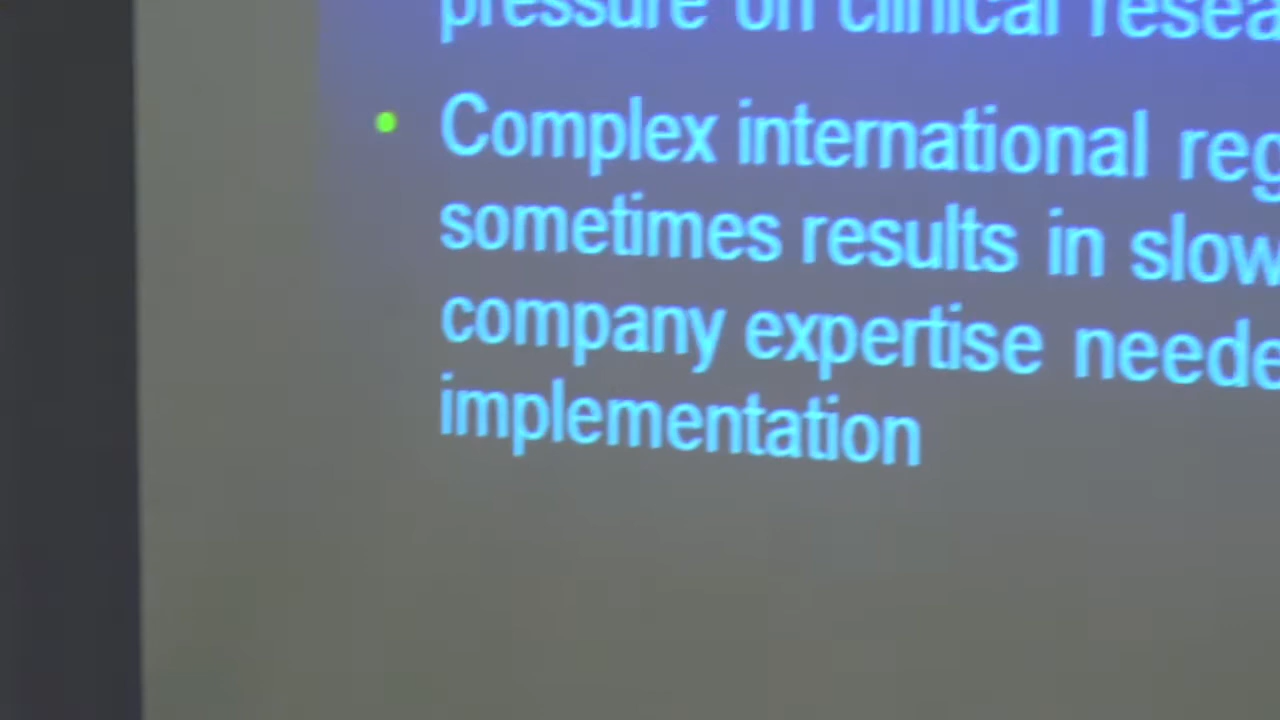 pressure on clinical resea
• Complex international reg
sometimes results in slow
company expertise neede
implementation